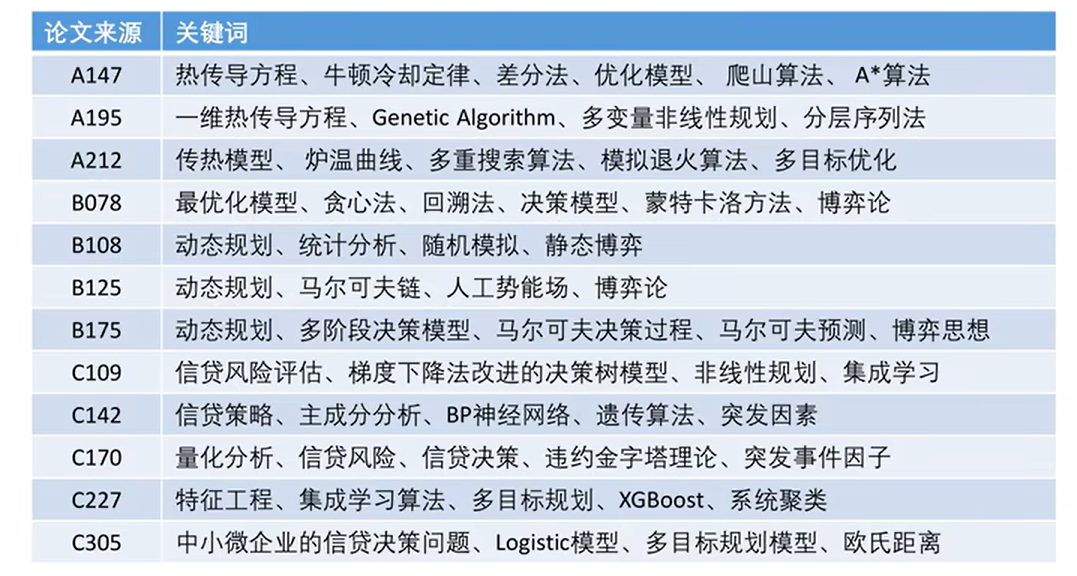 论文来源 关键词
A147 热传导方程、牛顿冷却定律、差分法、优化模型、 爬山算法、 A*算法
A195 一维热传导方程、Genetic Algorithm、多变量非线性规划、分层序列法
A212 传热模型、 炉温曲线、多重搜索算法、模拟退火算法、多目标优化
B078 最优化模型、贪心法、回溯法、决策模型、蒙特卡洛方法、博弈论
B108 动态规划、统计分析、随机模拟、静态博弈
B125 动态规划、马尔可夫链、人工势能场、博弈论
B175 动态规划、多阶段决策模型、马尔可夫决策过程、马尔可夫预测、博弈思想
C109 信贷风险评估、梯度下降法改进的决策树模型、非线性规划、集成学习
C142 信贷策略、主成分分析、BP神经网络、遗传算法、突发因素
C170 量化分析、信贷风险、信贷决策、违约金字塔理论、突发事件因子
C227 特征工程、集成学习算法、多目标规划、XGBoost、系统聚类
C305 中小微企业的信贷决策问题、Logistic模型、多目标规划模型、欧氏距离